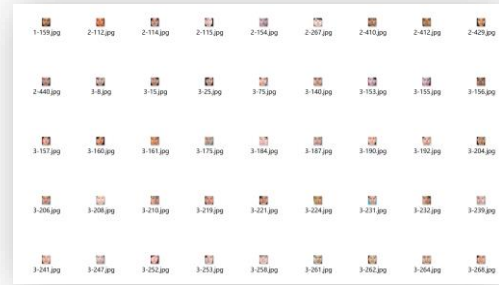 1-159.jpg 2-112.jpg 2-114.jpg 2-115.jpg 2-154.jpg 2-267.jpg 2-410.jpg 2-412.jpg 2-429.jpg
2-440.jpg 3-8.jpg 3-15.jpg 3-25.jpg 3-75.jpg 3-140.jpg 3-153.jpg 3-155.jpg 3-156.jpg
3-157.jpg 3-160.jpg 3-161.jpg 3-175.jpg 3-184.jpg 3-187.jpg 3-190.jpg 3-192.jpg 3-204.jpg
3-206.jpg 3-208.jpg 3-210.jpg 3-219.jpg 3-221.jpg 3-224.jpg 3-231.jpg 3-232.jpg 3-239.jpg
3-241.jpg 3-247.jpg 3-252.jpg 3-253.jpg 3-258.jpg 3-261.jpg 3-262.jpg 3-264.jpg 3-268.jpg